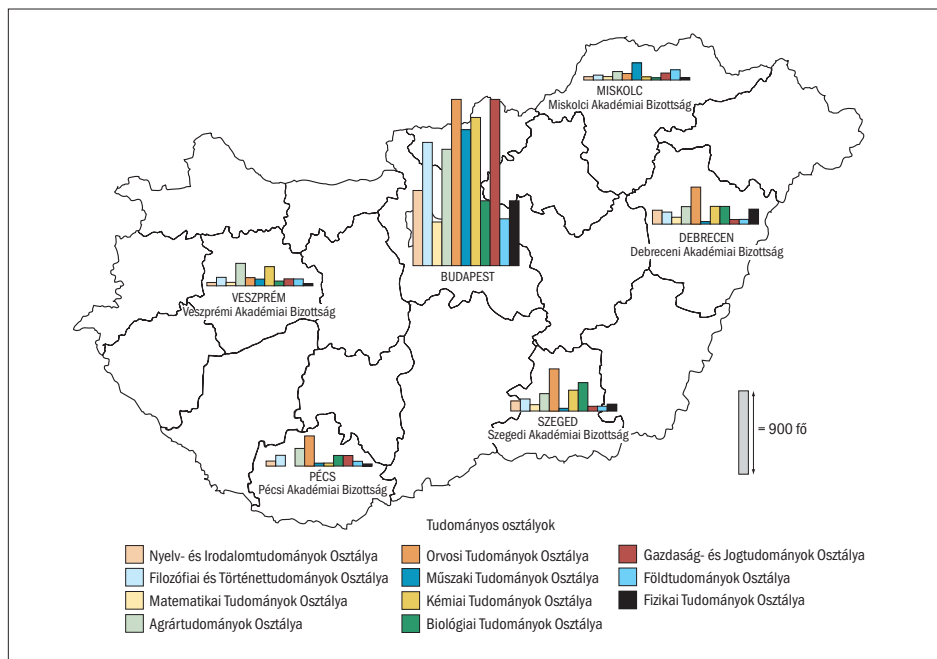 MISKOLC
Miskolci Akadémiai Bizottság
DEBRECEN
Debreceni Akadémiai Bizottság
BUDAPEST
VESZPRÉM
Veszprémi Akadémiai Bizottság
SZEGED
Szegedi Akadémiai Bizottság
= 900 fő
PÉCS
Pécsi Akadémiai Bizottság
Tudományos osztályok
Nyelv- és Irodalomtudományok Osztálya
Filozófiai és Történettudományok Osztálya
Matematikai Tudományok Osztálya
Agrártudományok Osztálya
Orvosi Tudományok Osztálya
Műszaki Tudományok Osztálya
Kémiai Tudományok Osztálya
Biológiai Tudományok Osztálya
Gazdaság- és Jogtudományok Osztálya
Földtudományok Osztálya
Fizikai Tudományok Osztálya